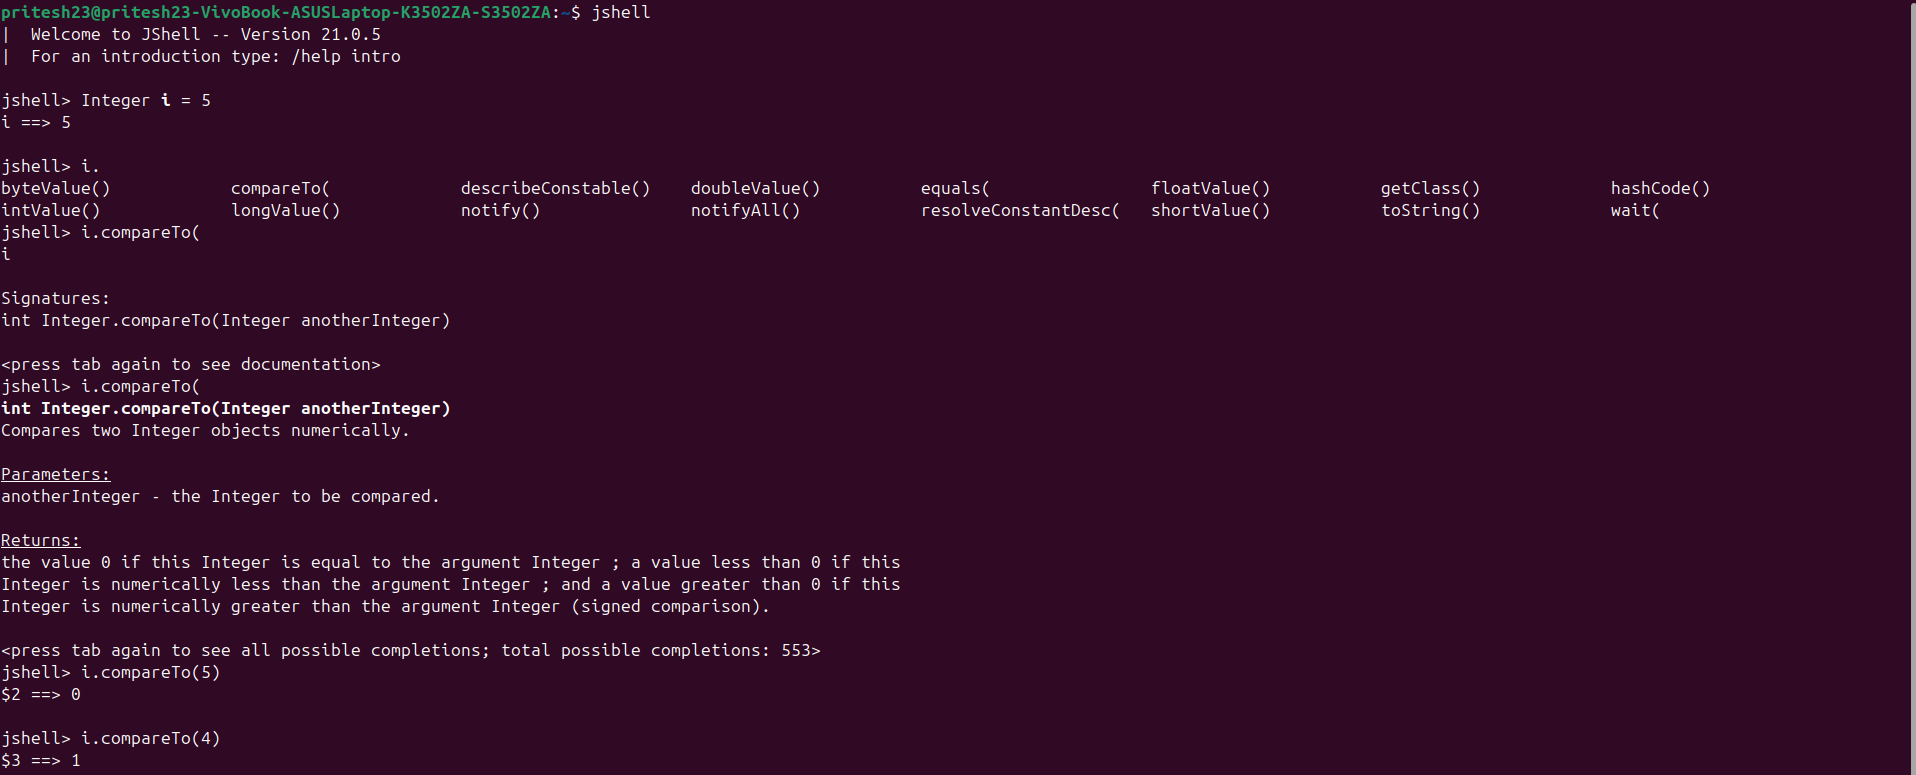 pritesh23@pritesh23-VivoBook-ASUSLaptop-K3502ZA-S3502ZA:~$ jshell
|  Welcome to JShell -- Version 21.0.5
|  For an introduction type: /help intro

jshell> Integer i = 5
i ==> 5

jshell> i.
byteValue()            compareTo(             describeConstable()    doubleValue()          equals(                floatValue()           getClass()             hashCode()
intValue()             longValue()            notify()               notifyAll()            resolveConstantDesc(   shortValue()           toString()             wait(
jshell> i.compareTo(
i

Signatures:
int Integer.compareTo(Integer anotherInteger)

<press tab again to see documentation>
jshell> i.compareTo(
int Integer.compareTo(Integer anotherInteger)
Compares two Integer objects numerically.

Parameters:
anotherInteger - the Integer to be compared.

Returns:
the value 0 if this Integer is equal to the argument Integer ; a value less than 0 if this
Integer is numerically less than the argument Integer ; and a value greater than 0 if this
Integer is numerically greater than the argument Integer (signed comparison).

<press tab again to see all possible completions; total possible completions: 553>
jshell> i.compareTo(5)
$2 ==> 0

jshell> i.compareTo(4)
$3 ==> 1